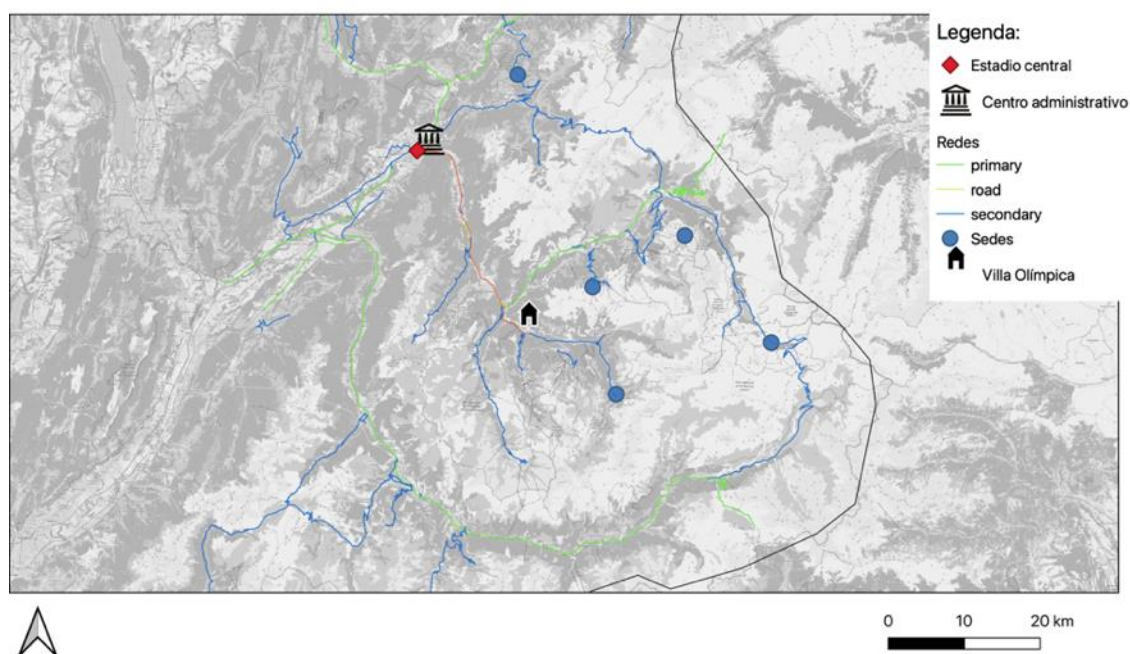 Legenda:
Estadio central
Centro administrativo
Redes
primary
road
secondary
Sedes
Villa Olímpica
0 10 20 km